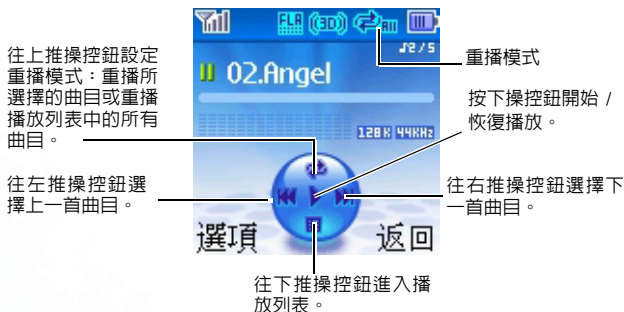 FLR (3D) All
2/5
02.Angel
128K 44KHz
選項
返回
往上推操控鈕設定
重播模式：重播所
選擇的曲目或重播
播放列表中的所有
曲目。
往左推操控鈕選
擇上一首曲目。
重播模式
按下操控鈕開始 /
恢復播放。
往右推操控鈕選擇下
一首曲目。
往下推操控鈕進入播
放列表。